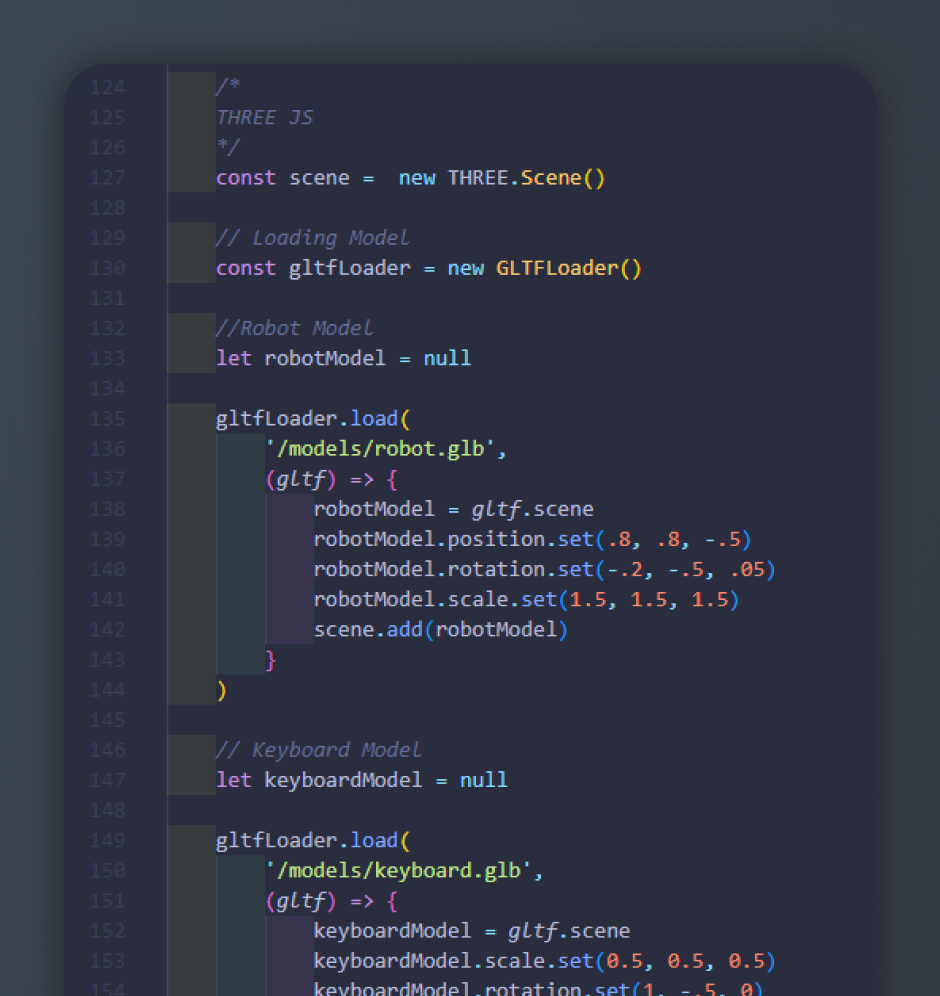 124 /*
125 THREE JS
126 */
127 const scene =  new THREE.Scene()
128
129 // Loading Model
130 const gltfLoader = new GLTFLoader()
131
132 //Robot Model
133 let robotModel = null
134
135 gltfLoader.load(
136 '/models/robot.glb',
137 (gltf) => {
138 robotModel = gltf.scene
139 robotModel.position.set(.8, .8, -.5)
140 robotModel.rotation.set(-.2, -.5, .05)
141 robotModel.scale.set(1.5, 1.5, 1.5)
142 scene.add(robotModel)
143 }
144 )
145
146 // Keyboard Model
147 let keyboardModel = null
148
149 gltfLoader.load(
150 '/models/keyboard.glb',
151 (gltf) => {
152 keyboardModel = gltf.scene
153 keyboardModel.scale.set(0.5, 0.5, 0.5)
154 keyboardModel.rotation.set(1, -.5, 0)